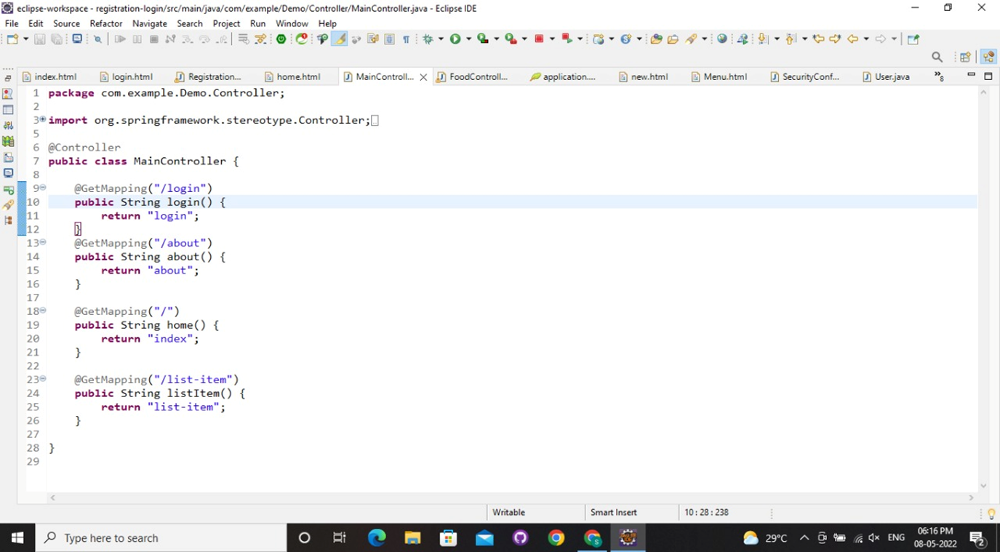 eclipse-workspace - registration-login/src/main/java/com/example/Demo/Controller/MainController.java - Eclipse IDE
File Edit Source Refactor Navigate Search Project Run Window Help
index.html login.html Registration... home.html MainControll... FoodControll... application.... new.html Menu.html SecurityConf... User.java »8
1 package com.example.Demo.Controller;
2
3 import org.springframework.stereotype.Controller;
5
6 @Controller
7 public class MainController {
8
9 @GetMapping("/login")
10 public String login() {
11 return "login";
12 }
13 @GetMapping("/about")
14 public String about() {
15 return "about";
16 }
17
18 @GetMapping("/")
19 public String home() {
20 return "index";
21 }
22
23 @GetMapping("/list-item")
24 public String listItem() {
25 return "list-item";
26 }
27
28 }
29
Writable Smart Insert 10 : 28 : 238
Type here to search 29°C ENG 06:16 PM
08-05-2022 2